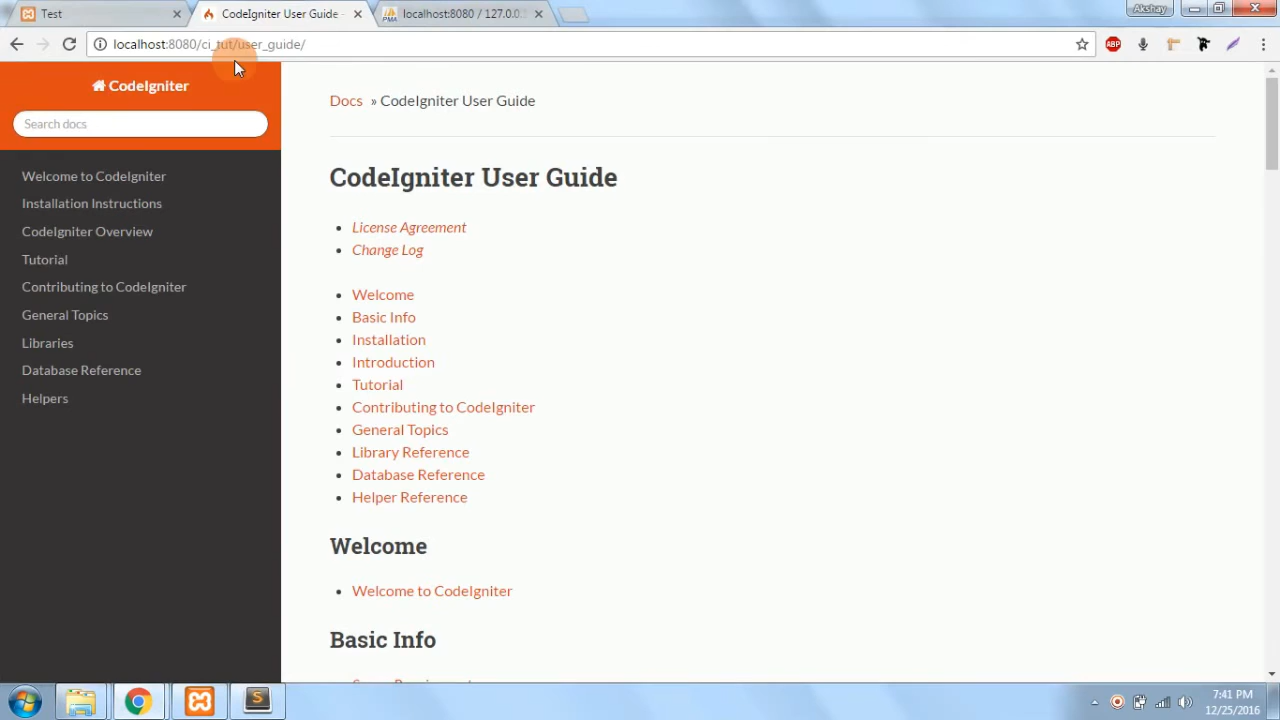 Test
CodeIgniter User Guide -
localhost:8080 / 127.0.0.
Akshay
localhost:8080/ci_tut/user_guide/
ABP
CodeIgniter
Search docs
Welcome to CodeIgniter
Installation Instructions
CodeIgniter Overview
Tutorial
Contributing to CodeIgniter
General Topics
Libraries
Database Reference
Helpers
Docs » CodeIgniter User Guide
CodeIgniter User Guide
License Agreement
Change Log
Welcome
Basic Info
Installation
Introduction
Tutorial
Contributing to CodeIgniter
General Topics
Library Reference
Database Reference
Helper Reference
Welcome
Welcome to CodeIgniter
Basic Info
7:41 PM
12/25/2016